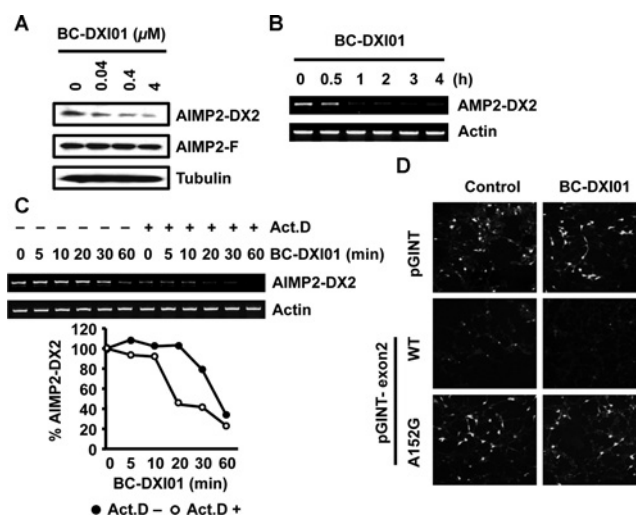 A
BC-DXI01 (µM)
0 0.04 0.4 4
AIMP2-DX2
AIMP2-F
Tubulin
B
BC-DXI01
0 0.5 1 2 3 4 (h)
AMP2-DX2
Actin
C
– – – – – – + + + + + + Act.D
0 5 10 20 30 60 0 5 10 20 30 60 BC-DXI01 (min)
AIMP2-DX2
Actin
% AIMP2-DX2
120
100
80
60
40
20
0
0 5 10 20 30 60
BC-DXI01 (min)
● Act.D – ○ Act.D +
D
Control BC-DXI01
pGINT
pGINT- exon2
WT
A152G